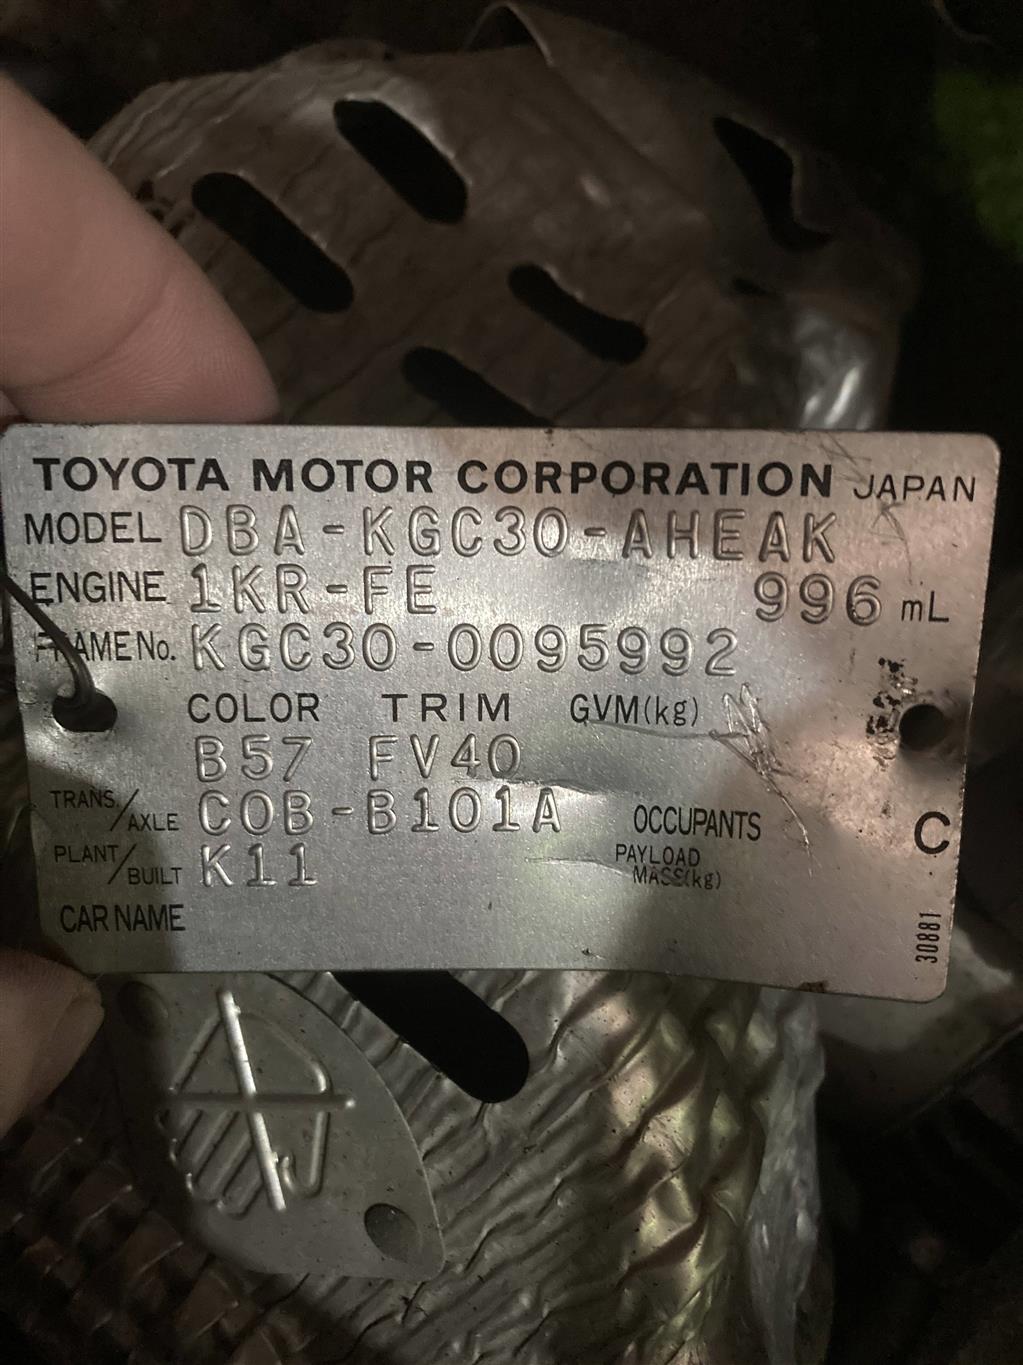 TOYOTA MOTOR CORPORATION JAPAN
MODEL DBA-KGC30-AHEAK
ENGINE 1KR-FE 996 mL
FRAME No. KGC30-0095992
COLOR TRIM GVM(kg)
B57 FV40
TRANS./AXLE C0B-B101A OCCUPANTS C
PLANT/BUILT K11 PAYLOAD MASS(kg)
CAR NAME
30881